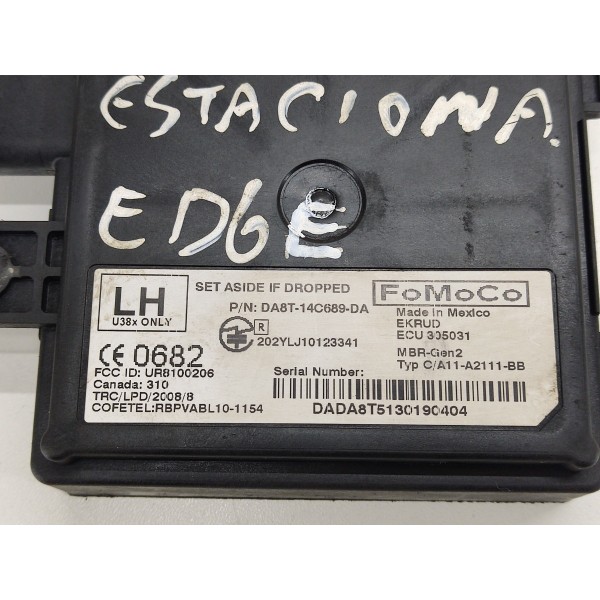 ESTACIONA
EDGE
LH
U38x ONLY
SET ASIDE IF DROPPED
P/N: DA8T-14C689-DA
R
202YLJ10123341
FoMoCo
Made in Mexico
EKRUD
ECU 305031
MBR-Gen2
Typ C/A11-A2111-BB
CE 0682
FCC ID: UR8100206
Canada: 310
TRC/LPD/2008/8
COFETEL:RBPVABL10-1154
Serial Number:
DADA8T5130190404